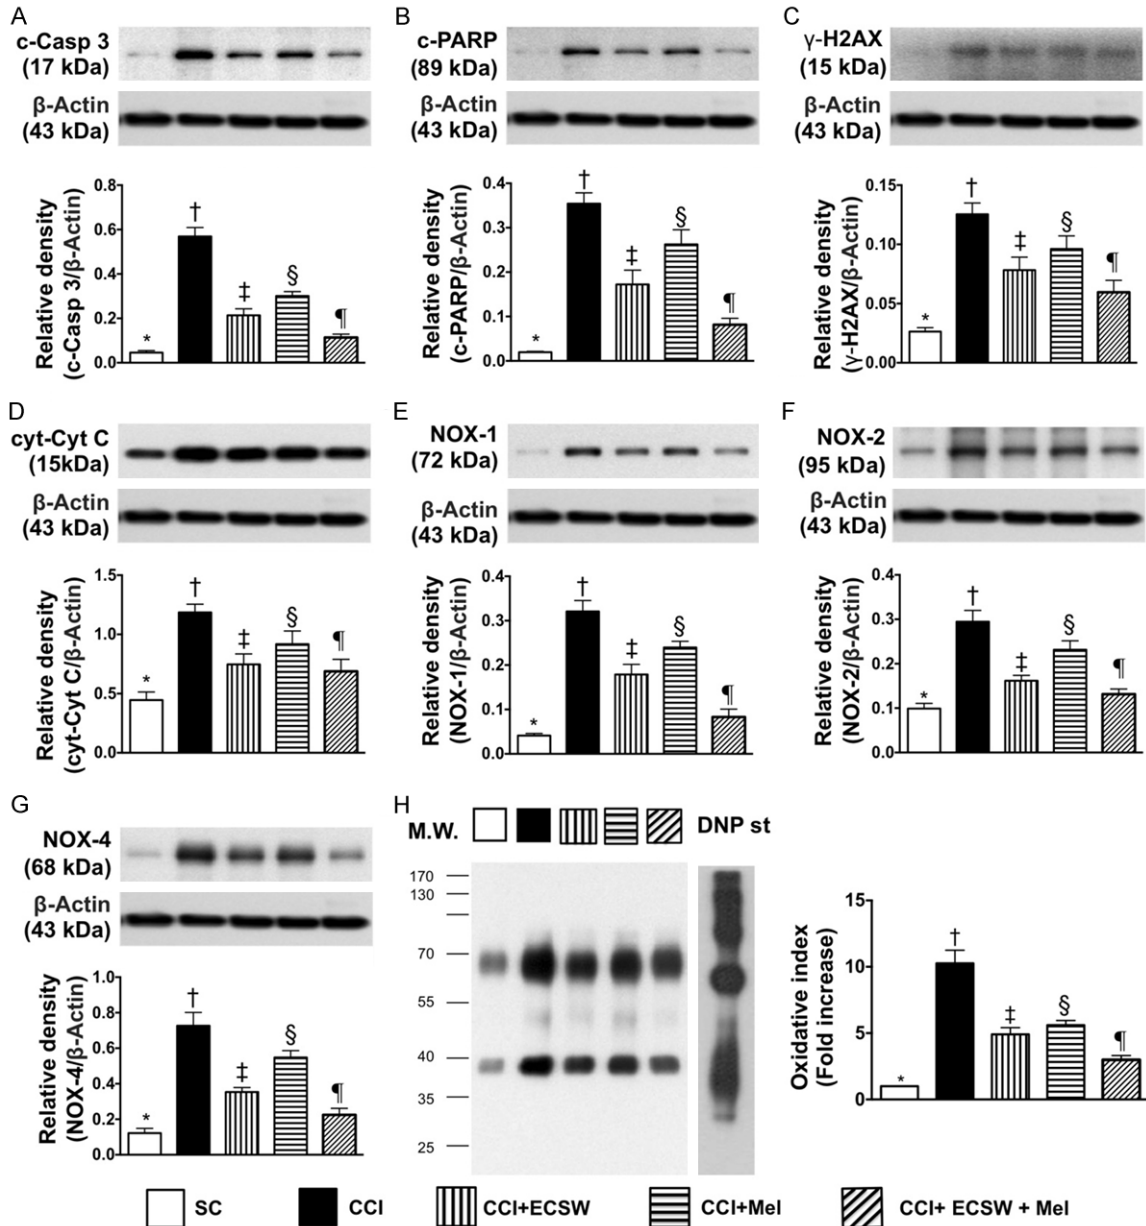 A
c-Casp 3
(17 kDa)
β-Actin
(43 kDa)
Relative density
(c-Casp 3/β-Actin)
0.8
0.6
0.4
0.2
0.0
*
†
‡
§
¶
B
c-PARP
(89 kDa)
β-Actin
(43 kDa)
Relative density
(c-PARP/β-Actin)
0.4
0.3
0.2
0.1
0.0
*
†
‡
§
¶
C
γ-H2AX
(15 kDa)
β-Actin
(43 kDa)
Relative density
(γ-H2AX/β-Actin)
0.15
0.10
0.05
0.00
*
†
‡
§
¶
D
cyt-Cyt C
(15kDa)
β-Actin
(43 kDa)
Relative density
(cyt-Cyt C/β-Actin)
1.5
1.0
0.5
0.0
*
†
‡
§
¶
E
NOX-1
(72 kDa)
β-Actin
(43 kDa)
Relative density
(NOX-1/β-Actin)
0.4
0.3
0.2
0.1
0.0
*
†
‡
§
¶
F
NOX-2
(95 kDa)
β-Actin
(43 kDa)
Relative density
(NOX-2/β-Actin)
0.4
0.3
0.2
0.1
0.0
*
†
‡
§
¶
G
NOX-4
(68 kDa)
β-Actin
(43 kDa)
Relative density
(NOX-4/β-Actin)
1.0
0.8
0.6
0.4
0.2
0.0
*
†
‡
§
¶
H
M.W.
DNP st
170
130
70
55
40
35
25
Oxidative index
(Fold increase)
15
10
5
0
*
†
‡
§
¶
SC
CCI
CCI+ECSW
CCI+Mel
CCI+ ECSW + Mel